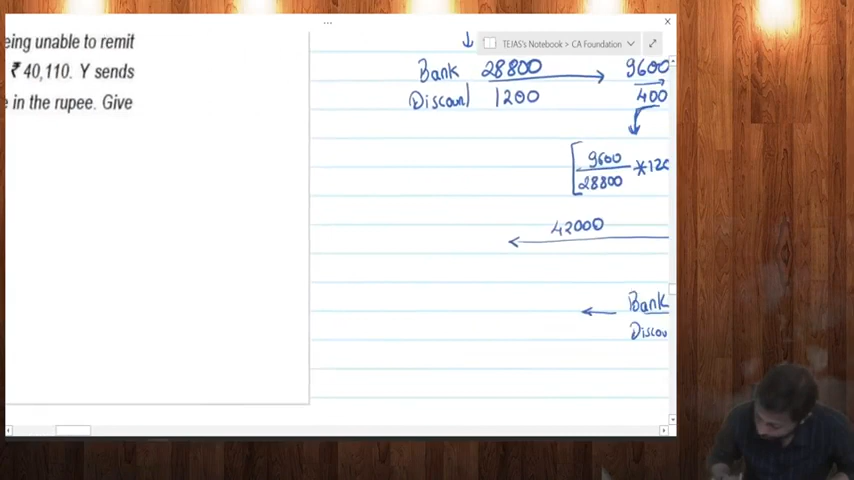 eing unable to remit
₹ 40,110. Y sends
e in the rupee. Give
TEJAS's Notebook > CA Foundation
Bank 28800 → 9600
Discount 1200 400
[9600/28800 * 120
42000
Bank
Discou